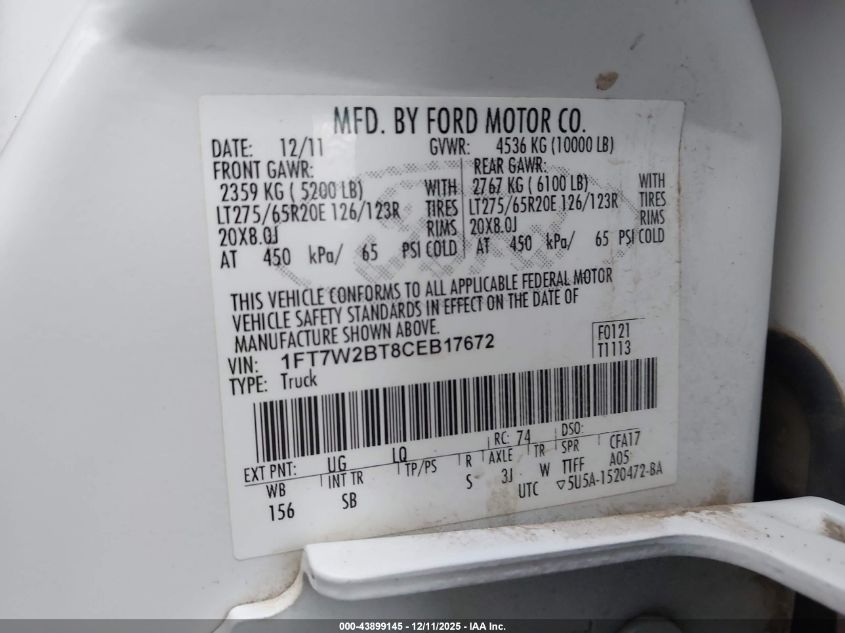 MFD. BY FORD MOTOR CO.
DATE: 12/11 GVWR: 4536 KG (10000 LB)
FRONT GAWR: REAR GAWR:
2359 KG ( 5200 LB) WITH 2767 KG ( 6100 LB) WITH
LT275/65R20E 126/123R TIRES LT275/65R20E 126/123R TIRES
20X8.0J RIMS 20X8.0J RIMS
AT 450 kPa/ 65 PSI COLD AT 450 kPa/ 65 PSI COLD
THIS VEHICLE CONFORMS TO ALL APPLICABLE FEDERAL MOTOR
VEHICLE SAFETY STANDARDS IN EFFECT ON THE DATE OF
MANUFACTURE SHOWN ABOVE.
VIN: 1FT7W2BT8CEB17672 F0121
TYPE: Truck T1113
EXT PNT: UG LQ RC: 74 DSO:
WB INT TR TP/PS R AXLE TR SPR CFA17
156 SB S 3J W TTFF A05
UTC ▽5U5A-1520472-BA
000-43899145 - 12/11/2025 - IAA Inc.